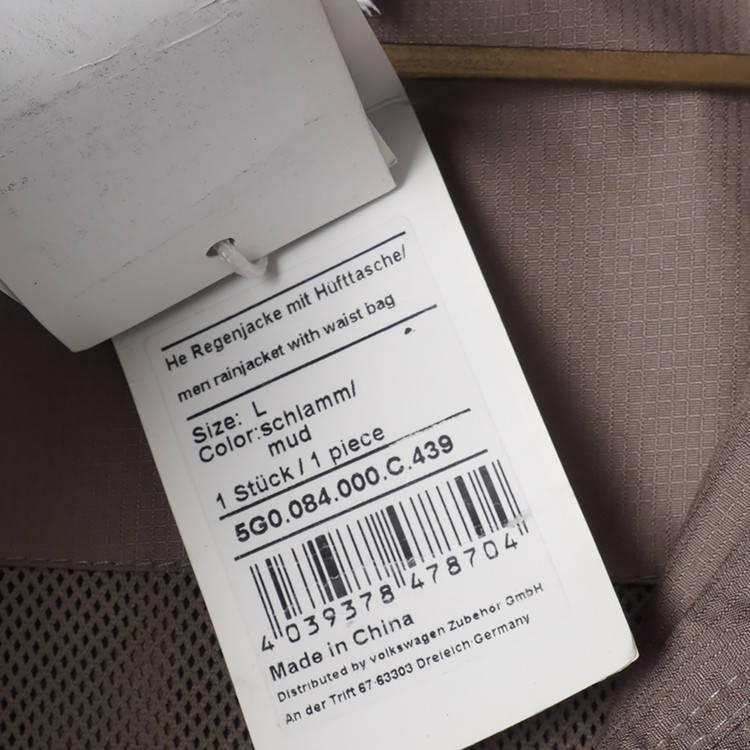 He Regenjacke mit Hüfttasche/
men rainjacket with waist bag
Size: L
Color:schlamm/
mud
1 Stück / 1 piece
5G0.084.000.C.439
4 039378 478704
Made in China
Distributed by volkswagen Zubehör GmbH
An der Trift 67-63303 Dreieich-Germany